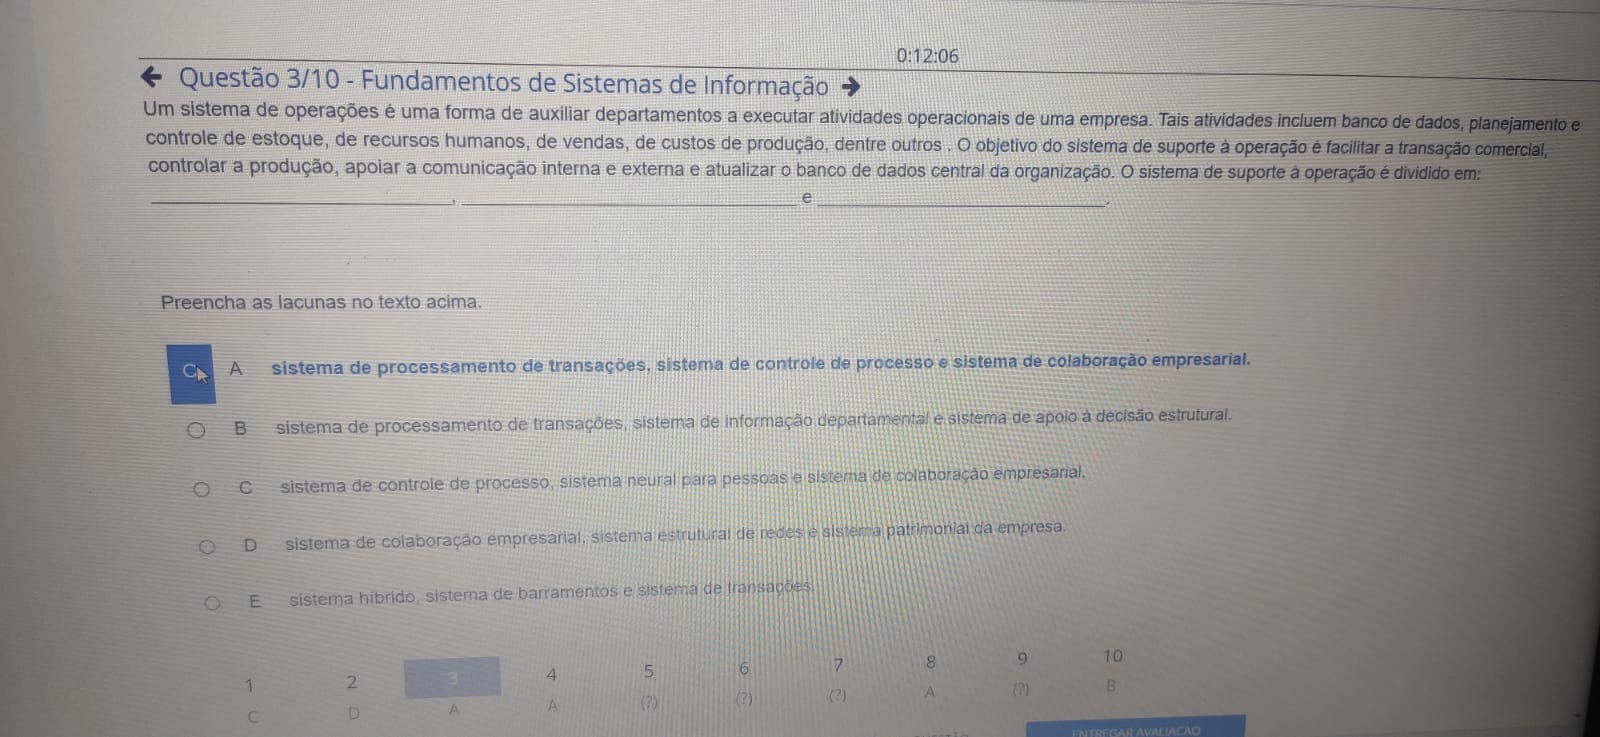 0:12:06
← Questão 3/10 - Fundamentos de Sistemas de Informação →
Um sistema de operações é uma forma de auxiliar departamentos a executar atividades operacionais de uma empresa. Tais atividades incluem banco de dados, planejamento e
controle de estoque, de recursos humanos, de vendas, de custos de produção, dentre outros . O objetivo do sistema de suporte à operação é facilitar a transação comercial,
controlar a produção, apoiar a comunicação interna e externa e atualizar o banco de dados central da organização. O sistema de suporte à operação é dividido em:
______________________________, ______________________________ e ______________________________.
Preencha as lacunas no texto acima.
A sistema de processamento de transações, sistema de controle de processo e sistema de colaboração empresarial.
B sistema de processamento de transações, sistema de informação departamental e sistema de apoio à decisão estrutural.
C sistema de controle de processo, sistema neural para pessoas e sistema de colaboração empresarial.
D sistema de colaboração empresarial, sistema estrutural de redes e sistema patrimonial da empresa.
E sistema híbrido, sistema de barramentos e sistema de transações.
1 2 3 4 5 6 7 8 9 10
C D A A (?) (?) (?) A (?) B
ENTREGAR AVALIAÇÃO